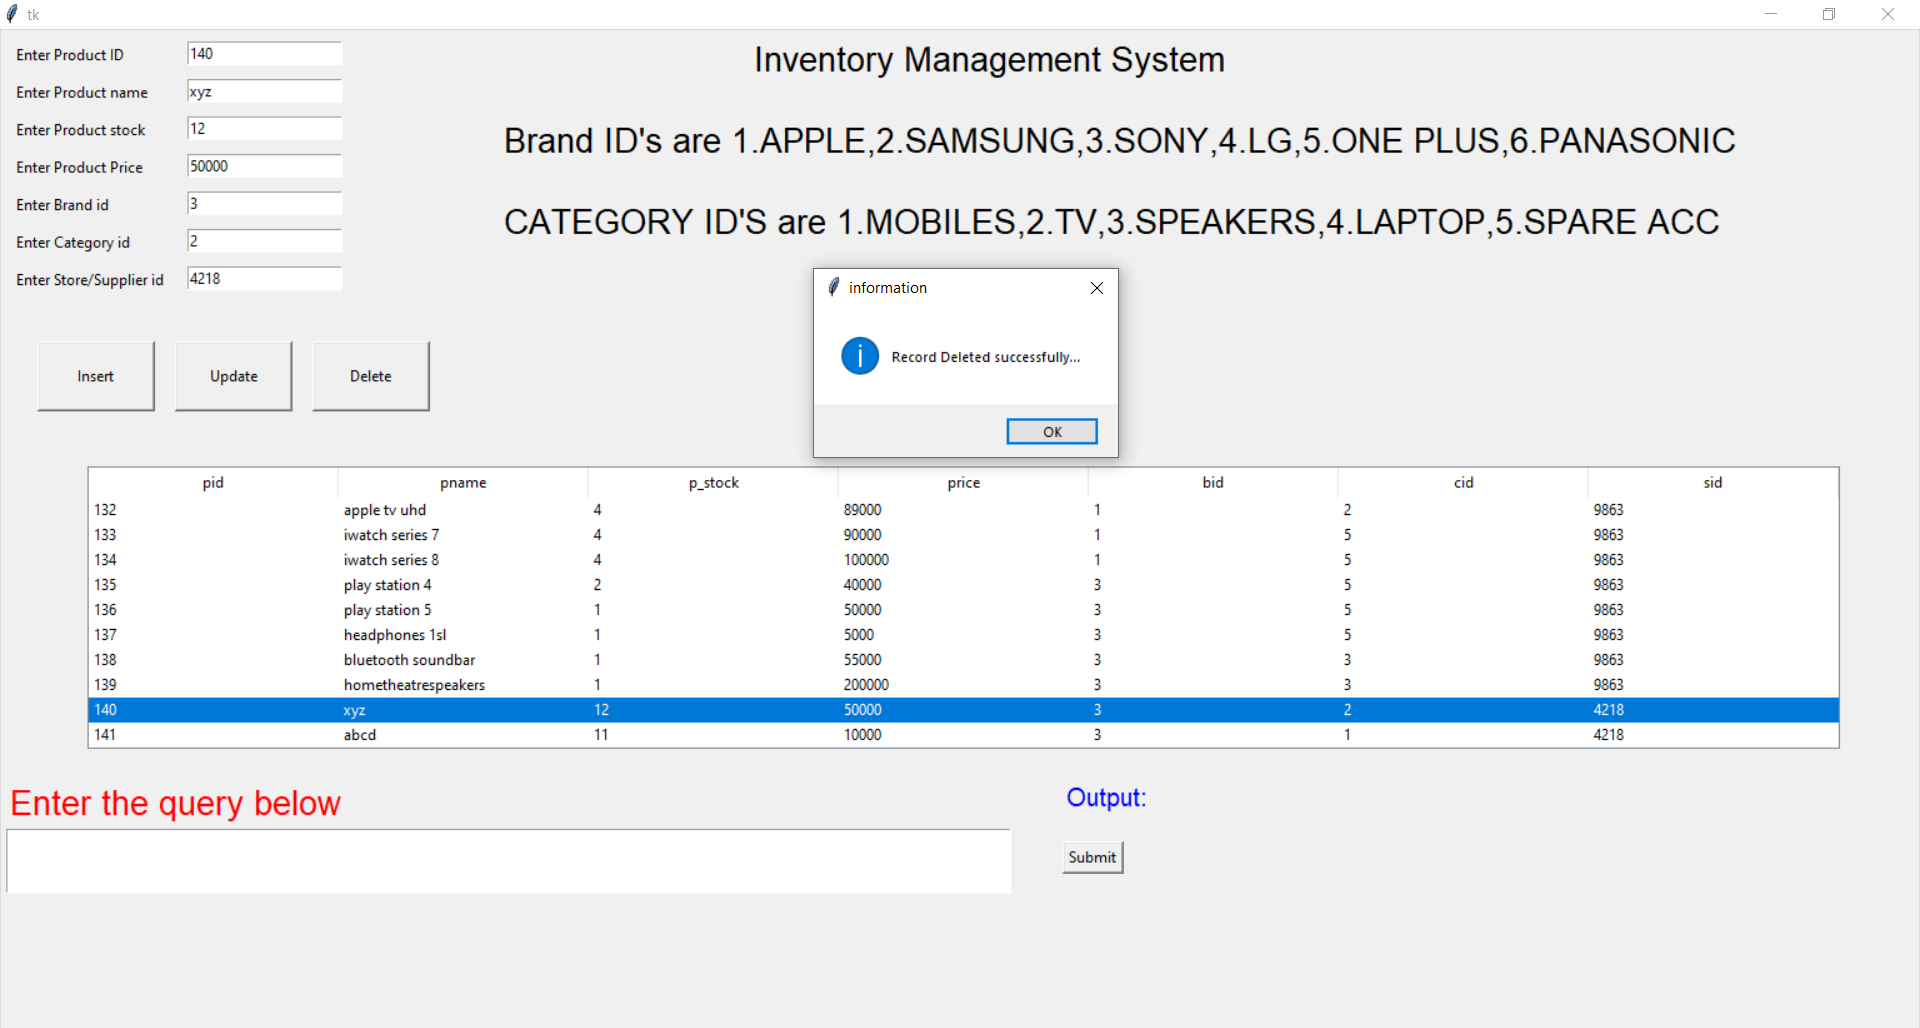 tk
Enter Product ID 140
Enter Product name xyz
Enter Product stock 12
Enter Product Price 50000
Enter Brand id 3
Enter Category id 2
Enter Store/Supplier id 4218
Inventory Management System
Brand ID's are 1.APPLE,2.SAMSUNG,3.SONY,4.LG,5.ONE PLUS,6.PANASONIC
CATEGORY ID'S are 1.MOBILES,2.TV,3.SPEAKERS,4.LAPTOP,5.SPARE ACC
information
Record Deleted successfully...
OK
Insert Update Delete
pid pname p_stock price bid cid sid
132 apple tv uhd 4 89000 1 2 9863
133 iwatch series 7 4 90000 1 5 9863
134 iwatch series 8 4 100000 1 5 9863
135 play station 4 2 40000 3 5 9863
136 play station 5 1 50000 3 5 9863
137 headphones 1sl 1 5000 3 5 9863
138 bluetooth soundbar 1 55000 3 3 9863
139 hometheatrespeakers 1 200000 3 3 9863
140 xyz 12 50000 3 2 4218
141 abcd 11 10000 3 1 4218
Enter the query below
Output:
Submit